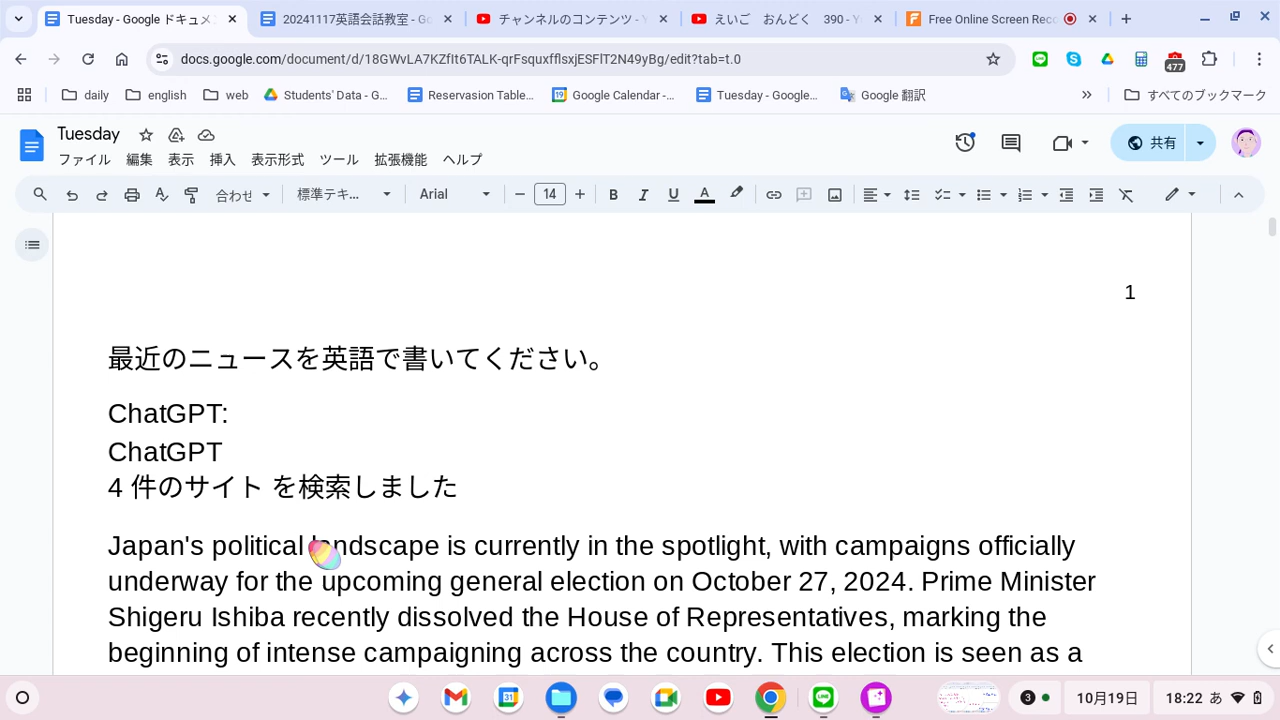 Tuesday - Google ドキュメン
20241117英語会話教室 - Go
チャンネルのコンテンツ - Y
えいご　おんどく　390 - Yo
Free Online Screen Reco
docs.google.com/document/d/
edit?tab=t.0
477
daily
english
web
Students' Data - G...
Reservasion Table...
Google Calendar -...
Tuesday - Google...
Google 翻訳
すべてのブックマーク
Tuesday
共有
ファイル 編集 表示 挿入 表示形式 ツール 拡張機能 ヘルプ
合わせ
標準テキ...
Arial
14
1
最近のニュースを英語で書いてください。
ChatGPT:
ChatGPT
4 件のサイト を検索しました
Japan's political landscape is currently in the spotlight, with campaigns officially
underway for the upcoming general election on October 27, 2024. Prime Minister
Shigeru Ishiba recently dissolved the House of Representatives, marking the
beginning of intense campaigning across the country. This election is seen as a
31
3
10月19日
18:22 あ